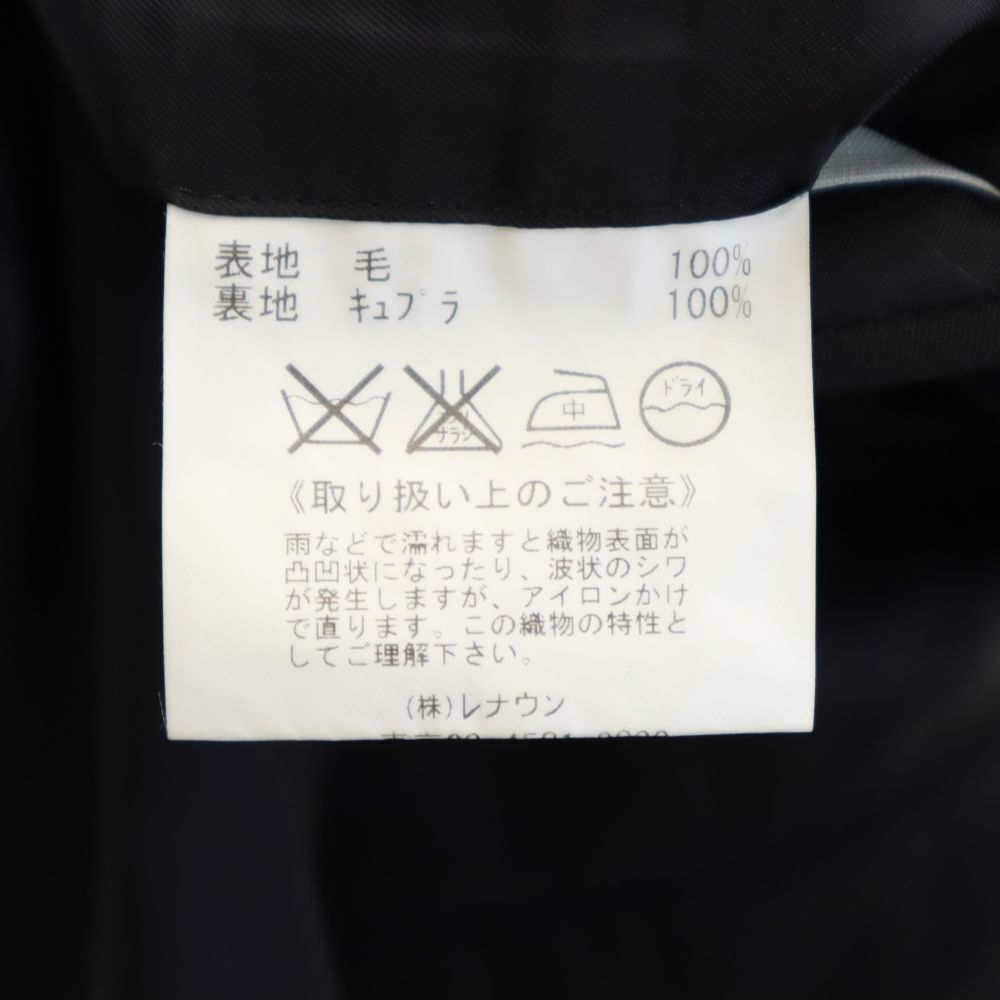 表地 毛 100%
裏地 キュプラ 100%
中 ドライ
《取り扱い上のご注意》
雨などで濡れますと織物表面が
凸凹状になったり、波状のシワ
が発生しますが、アイロンかけ
で直ります。この織物の特性と
してご理解下さい。
(株)レナウン